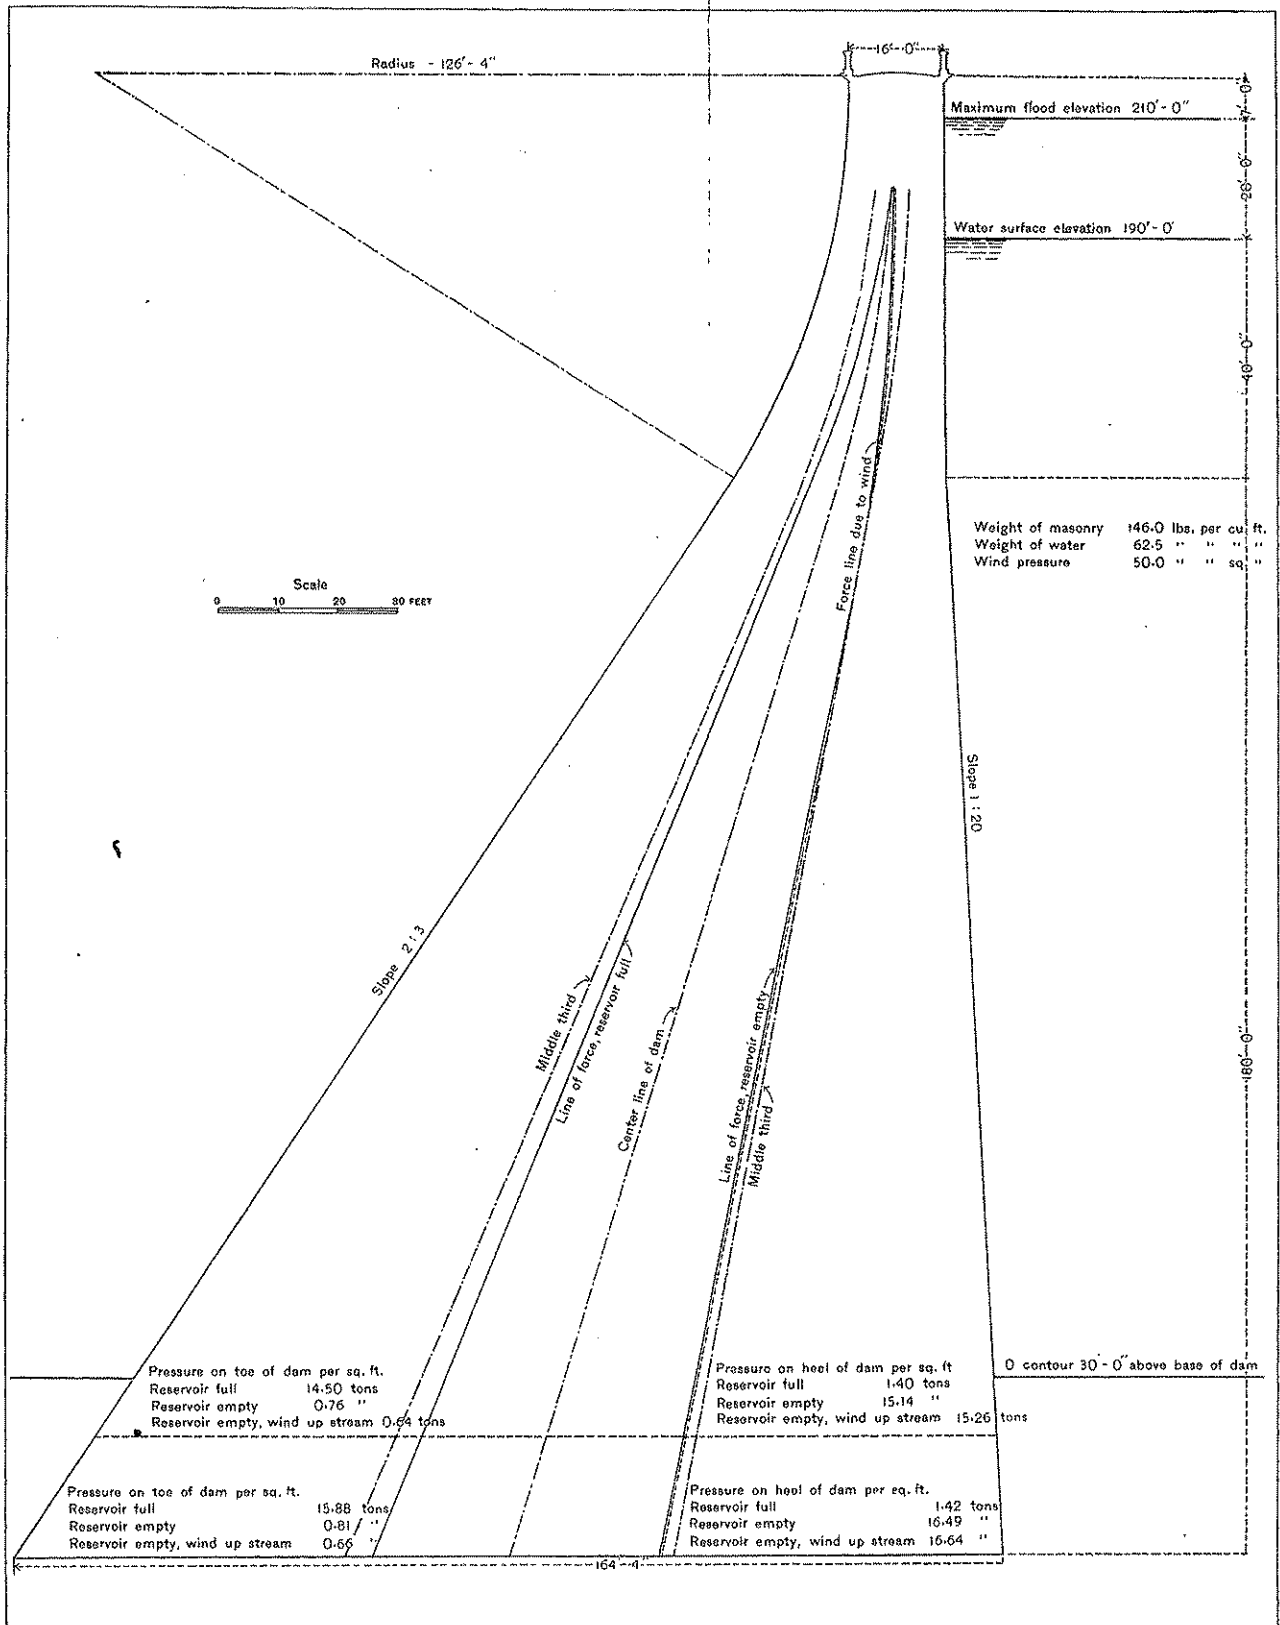 16'-0"
Radius - 126'- 4"
7'-0"
Maximum flood elevation 210'- 0"
28'-0"
Water surface elevation 190'- 0'
40'-0"
Force line due to wind
Weight of masonry 146.0 lbs. per cu. ft.
Weight of water 62.5 " " " "
Wind pressure 50.0 " " sq. "
Scale
0 10 20 30 FEET
Slope 1:20
Slope 2:3
Middle third
Line of force, reservoir full
Center line of dam
Line of force, reservoir empty
Middle third
180'-0"
Pressure on toe of dam per sq. ft.
Reservoir full 14.50 tons
Reservoir empty 0.76 "
Reservoir empty, wind up stream 0.64 tons
Pressure on heel of dam per sq. ft
Reservoir full 1.40 tons
Reservoir empty 15.14 "
Reservoir empty, wind up stream 15.26 tons
0 contour 30'-0" above base of dam
Pressure on toe of dam per sq. ft.
Reservoir full 15.88 tons
Reservoir empty 0.81 "
Reservoir empty, wind up stream 0.66 "
Pressure on heel of dam per sq. ft.
Reservoir full 1.42 tons
Reservoir empty 16.49 "
Reservoir empty, wind up stream 16.64 "
164'-4"